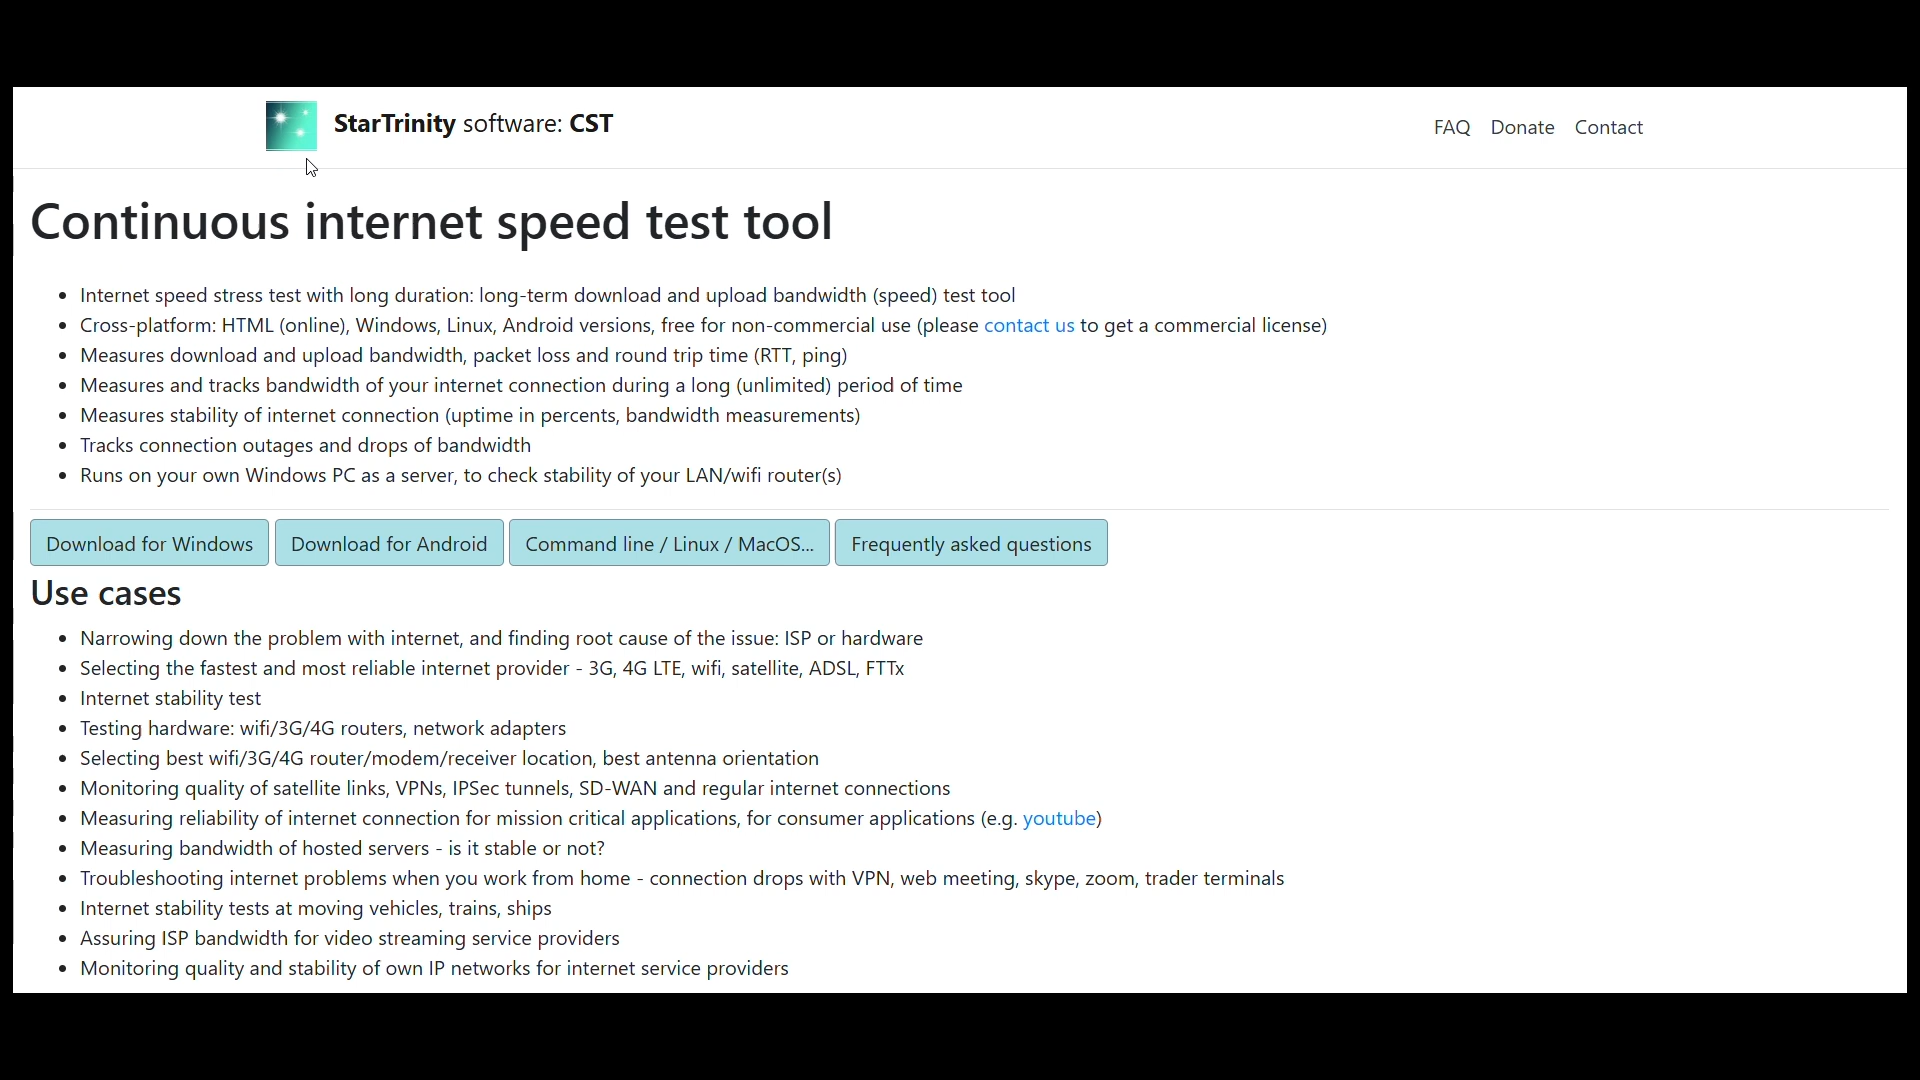 StarTrinity software: CST
FAQ Donate Contact
Continuous internet speed test tool
Internet speed stress test with long duration: long-term download and upload bandwidth (speed) test tool
Cross-platform: HTML (online), Windows, Linux, Android versions, free for non-commercial use (please contact us to get a commercial license)
Measures download and upload bandwidth, packet loss and round trip time (RTT, ping)
Measures and tracks bandwidth of your internet connection during a long (unlimited) period of time
Measures stability of internet connection (uptime in percents, bandwidth measurements)
Tracks connection outages and drops of bandwidth
Runs on your own Windows PC as a server, to check stability of your LAN/wifi router(s)
Download for Windows Download for Android Command line / Linux / MacOS... Frequently asked questions
Use cases
Narrowing down the problem with internet, and finding root cause of the issue: ISP or hardware
Selecting the fastest and most reliable internet provider - 3G, 4G LTE, wifi, satellite, ADSL, FTTx
Internet stability test
Testing hardware: wifi/3G/4G routers, network adapters
Selecting best wifi/3G/4G router/modem/receiver location, best antenna orientation
Monitoring quality of satellite links, VPNs, IPSec tunnels, SD-WAN and regular internet connections
Measuring reliability of internet connection for mission critical applications, for consumer applications (e.g. youtube)
Measuring bandwidth of hosted servers - is it stable or not?
Troubleshooting internet problems when you work from home - connection drops with VPN, web meeting, skype, zoom, trader terminals
Internet stability tests at moving vehicles, trains, ships
Assuring ISP bandwidth for video streaming service providers
Monitoring quality and stability of own IP networks for internet service providers